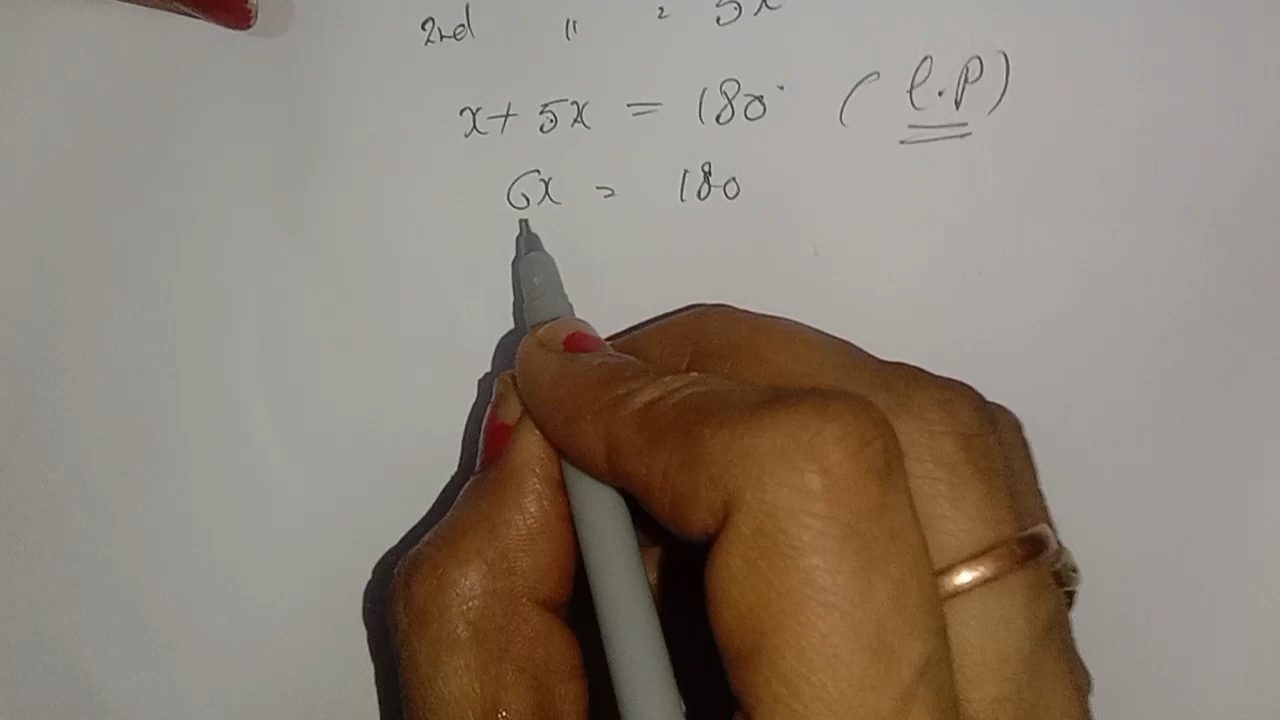 2nd " = 5x
x + 5x = 180° (l.p)
6x = 180